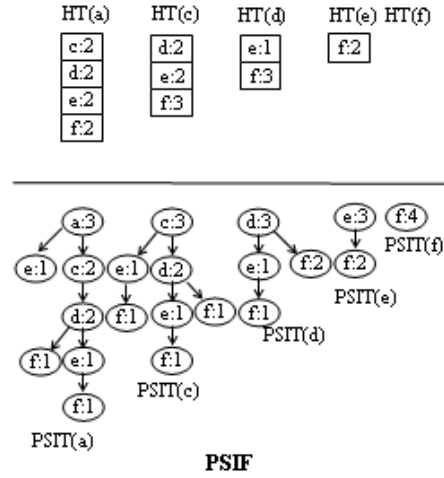 HT(a) HT(c) HT(d) HT(e) HT(f)
c:2 d:2 e:1 f:2
d:2 e:2 f:3
e:2 f:3
f:2
a:3 c:3 d:3 e:3 f:4
PSIT(f)
e:1 c:2 e:1 d:2 e:1 f:2 f:2
PSIT(e)
d:2 f:1 e:1 f:1 f:1
PSIT(d)
f:1 e:1 f:1
PSIT(c)
f:1
PSIT(a)
PSIF